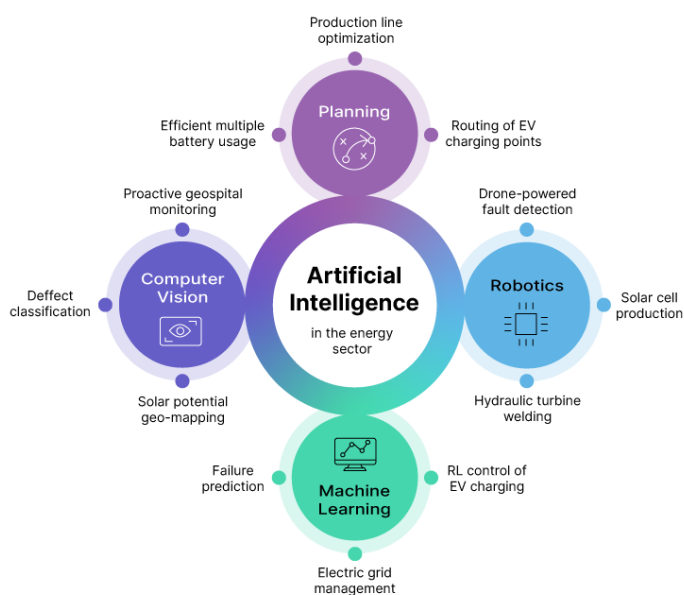 Production line
optimization
Planning
Efficient multiple
battery usage
Routing of EV
charging points
Proactive geospital
monitoring
Drone-powered
fault detection
Computer
Vision
Deffect
classification
Artificial
Intelligence
in the energy
sector
Robotics
Solar cell
production
Solar potential
geo-mapping
Hydraulic turbine
welding
Failure
prediction
RL control of
EV charging
Machine
Learning
Electric grid
management